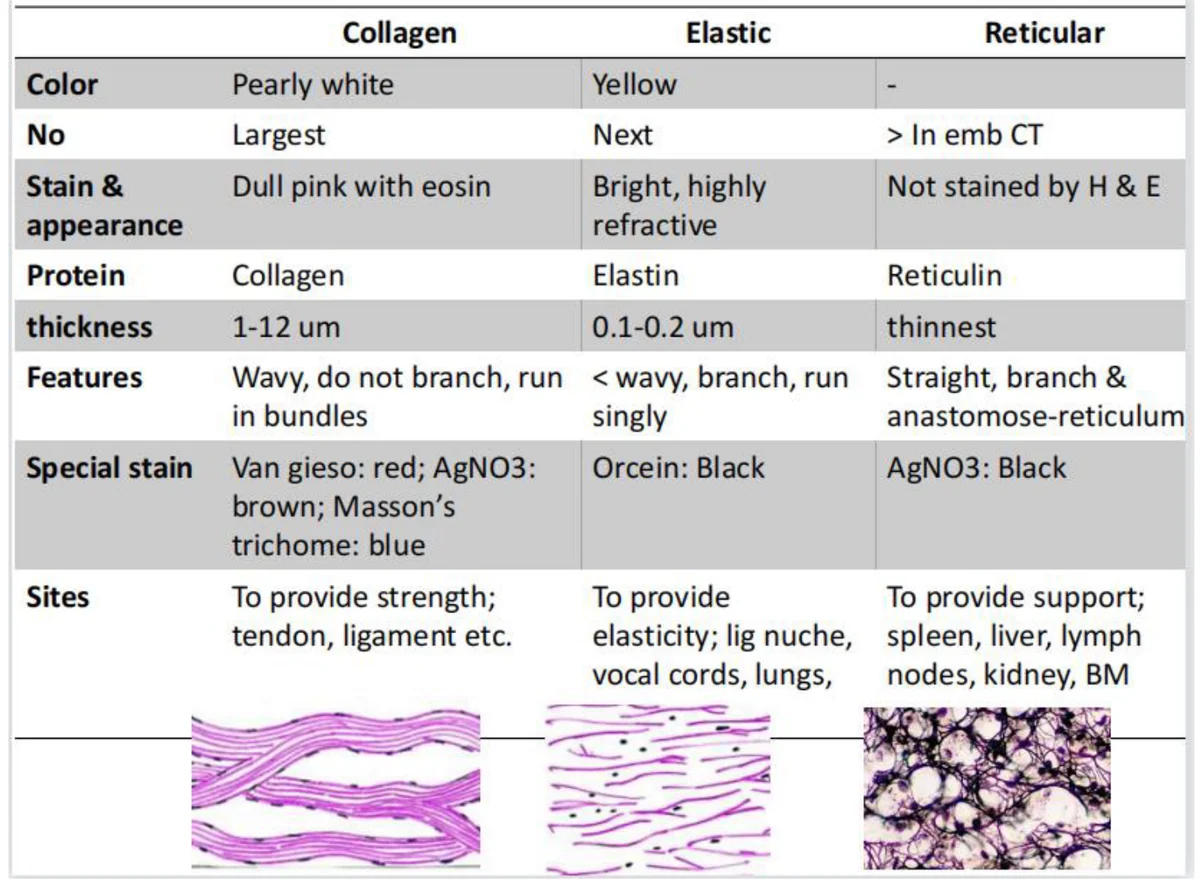 Collagen Elastic Reticular
Color Pearly white Yellow -
No Largest Next > In emb CT
Stain & Dull pink with eosin Bright, highly Not stained by H & E
appearance refractive
Protein Collagen Elastin Reticulin
thickness 1-12 um 0.1-0.2 um thinnest
Features Wavy, do not branch, run < wavy, branch, run Straight, branch &
in bundles singly anastomose-reticulum
Special stain Van gieso: red; AgNO3: Orcein: Black AgNO3: Black
brown; Masson’s
trichome: blue
Sites To provide strength; To provide To provide support;
tendon, ligament etc. elasticity; lig nuche, spleen, liver, lymph
vocal cords, lungs, nodes, kidney, BM